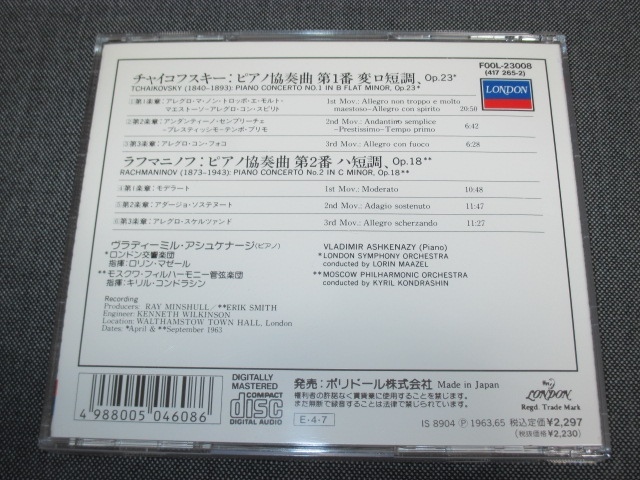 チャイコフスキー：ピアノ協奏曲 第1番 変ロ短調、Op.23*
TCHAIKOVSKY (1840–1893): PIANO CONCERTO NO.1 IN B FLAT MINOR, Op.23*
FOOL-23008
(417 265-2)
LONDON
①第1楽章：アレグロ・マ・ノン・トロッポ・エ・モルト・
マエストーソ–アレグロ・コン・スピリト
1st Mov.: Allegro non troppo e molto
maestoso–Allegro con spirito 20:50
②第2楽章：アンダンティーノ・センプリーチェ
–プレスティッシモ–テンポ・プリモ
2nd Mov.: Andantino semplice 6:42
–Prestissimo–Tempo primo
③第3楽章：アレグロ・コン・フォコ 3rd Mov.: Allegro con fuoco 6:28
ラフマニノフ：ピアノ協奏曲 第2番 ハ短調、Op.18**
RACHMANINOV (1873–1943): PIANO CONCERTO No.2 IN C MINOR, Op.18**
④第1楽章：モデラート 1st Mov.: Moderato 10:48
⑤第2楽章：アダージョ・ソステヌート 2nd Mov.: Adagio sostenuto 11:47
⑥第3楽章：アレグロ・スケルツァンド 3rd Mov.: Allegro scherzando 11:27
ヴラディーミル・アシュケナージ(ピアノ)
*ロンドン交響楽団
指揮：ロリン・マゼール
**モスクワ・フィルハーモニー管弦楽団
指揮：キリル・コンドラシン
VLADIMIR ASHKENAZY (Piano)
*LONDON SYMPHONY ORCHESTRA
conducted by LORIN MAAZEL
**MOSCOW PHILHARMONIC ORCHESTRA
conducted by KYRIL KONDRASHIN
Recording
Producers: RAY MINSHULL / **ERIK SMITH
Engineer: KENNETH WILKINSON
Location: WALTHAMSTOW TOWN HALL, London
Dates: *April & **September 1963
4 988005 046086
DIGITALLY
MASTERED
COMPACT
disc
DIGITAL AUDIO
発売：ポリドール株式会社 Made in Japan
権利者の許諾なく賃貸業に使用することを禁じます。
また無断で録音することは法律で禁じられています。
E・4・7
LONDON
Regd. Trade Mark
IS 8904 Ⓟ 1963,65 税込定価¥2,297
(税抜価格¥2,230)